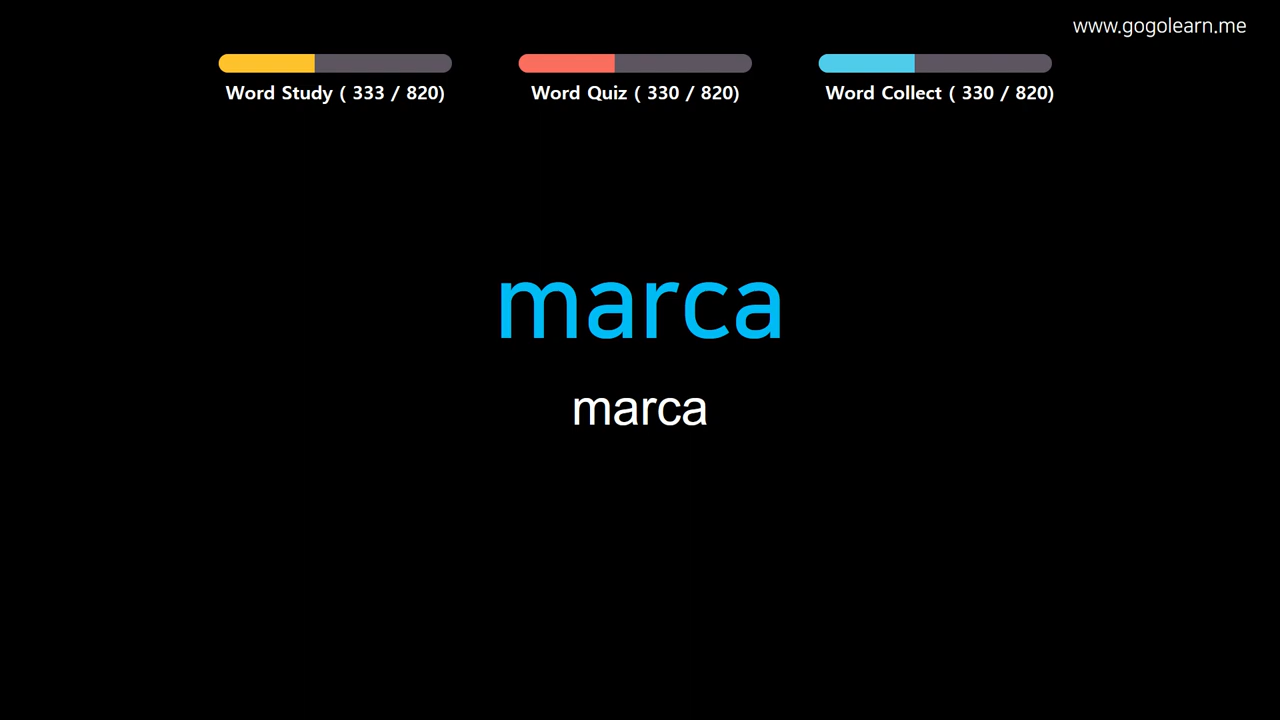 www.gogolearn.me
Word Study ( 333 / 820)
Word Quiz ( 330 / 820)
Word Collect ( 330 / 820)
marca
marca